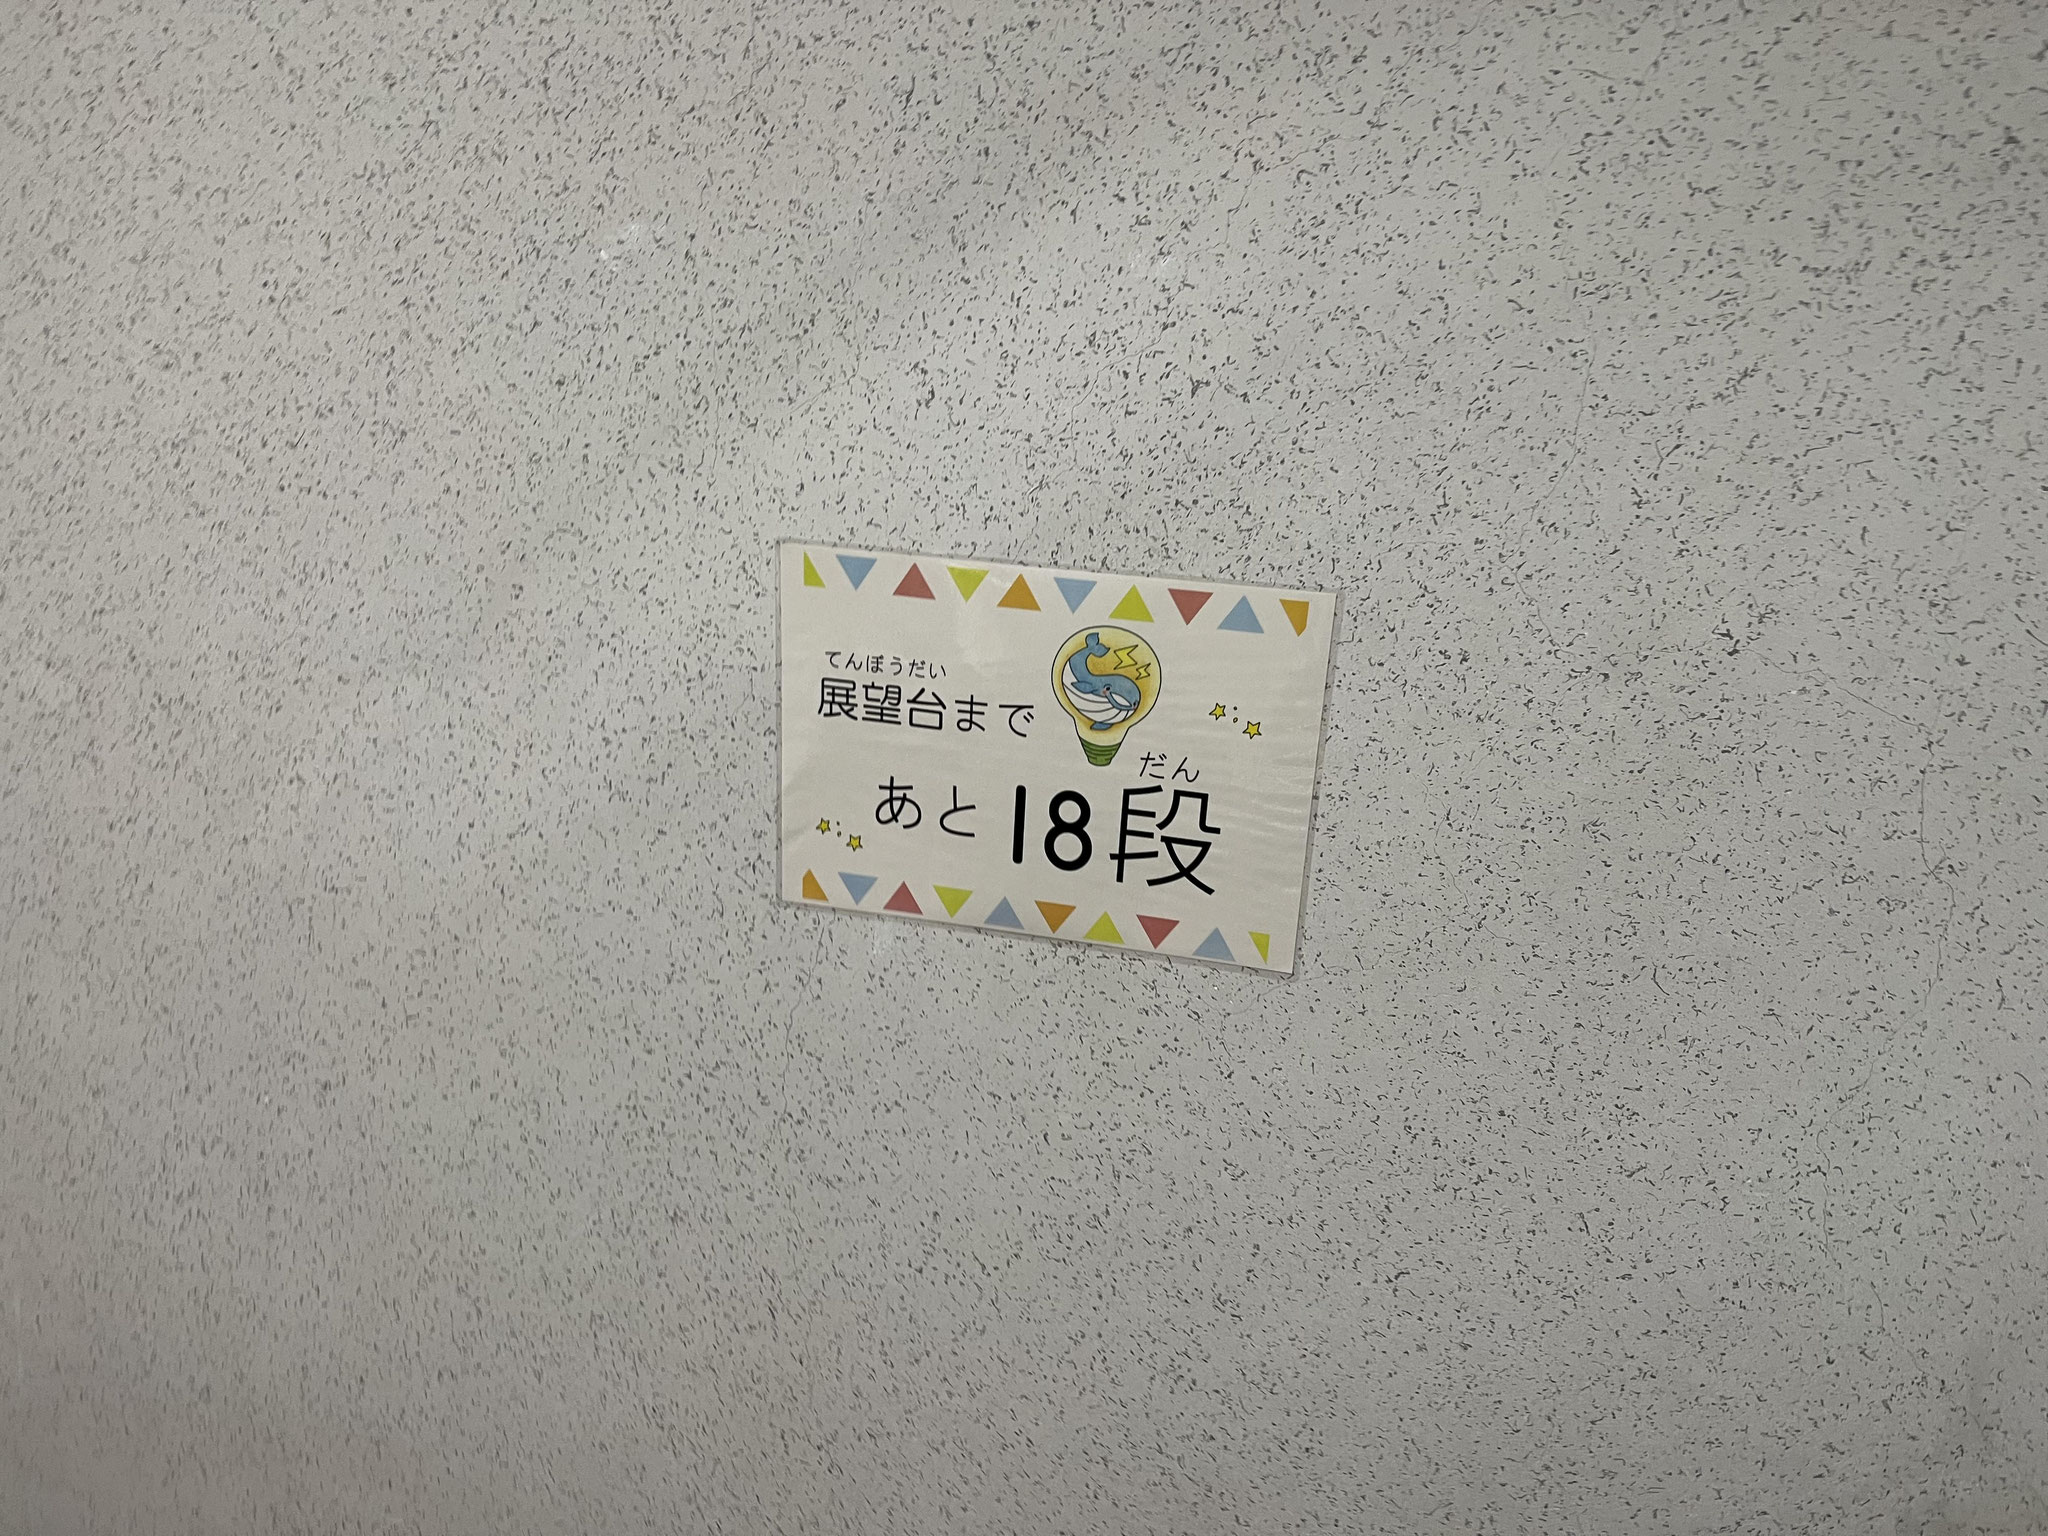 てんぼうだい
展望台まで
だん
あと18段